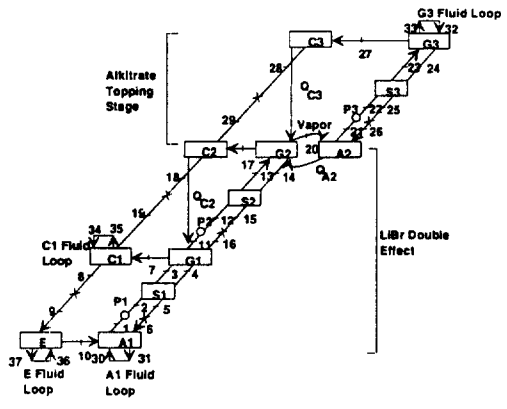 G3 Fluid Loop
33
32
C3
G3
27
Alkitrate
Topping
Stage
28
23
24
S3
QC3
P3
22
25
29
Vapor
21
26
C2
G2
20
A2
17
13
14
QA2
18
QC2
S2
P2
12
15
19
11
16
34
35
C1 Fluid
Loop
C1
G1
7
3
4
8
LiBr Double
Effect
S1
P1
2
5
9
1
6
E
A1
10
37
36
30
31
E Fluid
Loop
A1 Fluid
Loop